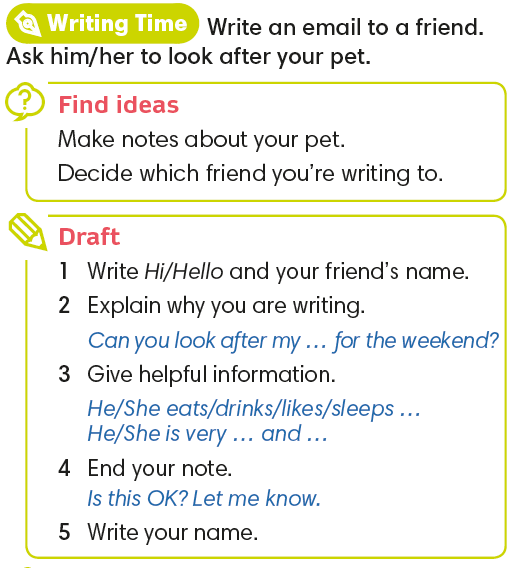 Writing Time Write an email to a friend.
Ask him/her to look after your pet.
Find ideas
Make notes about your pet.
Decide which friend you're writing to.
Draft
1 Write Hi/Hello and your friend's name.
2 Explain why you are writing.
Can you look after my ... for the weekend?
3 Give helpful information.
He/She eats/drinks/likes/sleeps ...
He/She is very ... and ...
4 End your note.
Is this OK? Let me know.
5 Write your name.